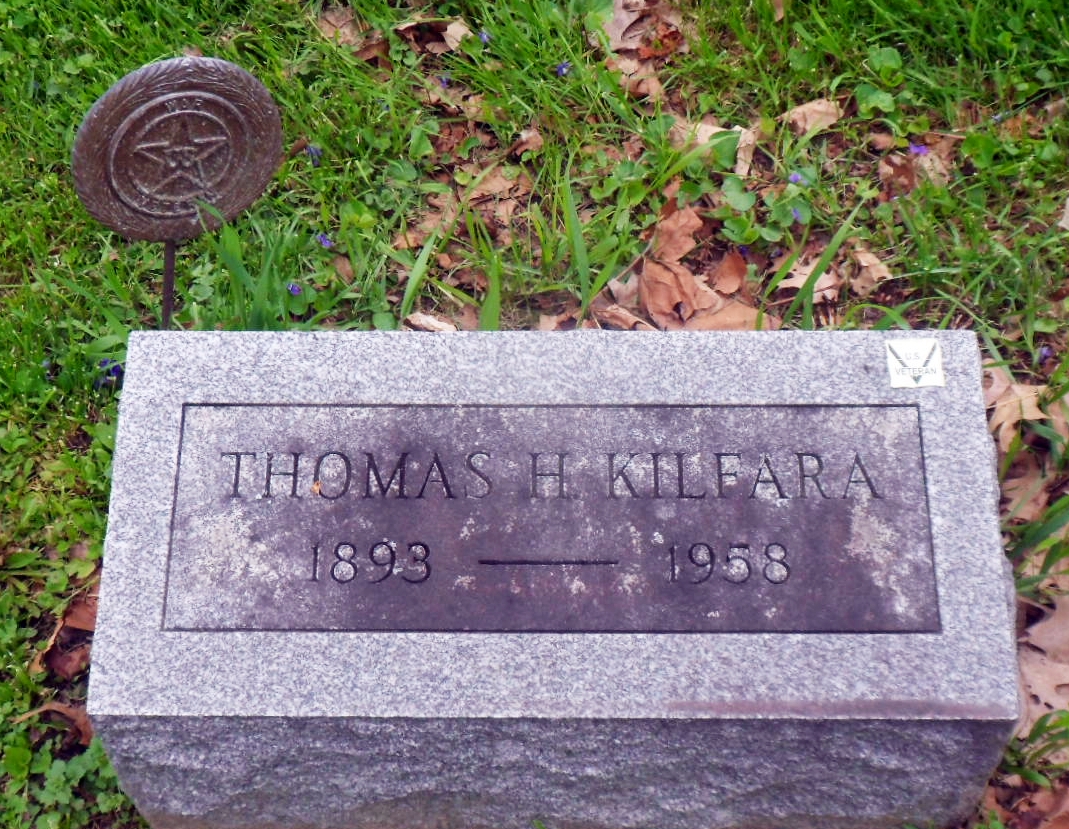 U.S.
VETERAN
THOMAS H. KILFARA
1893 — 1958